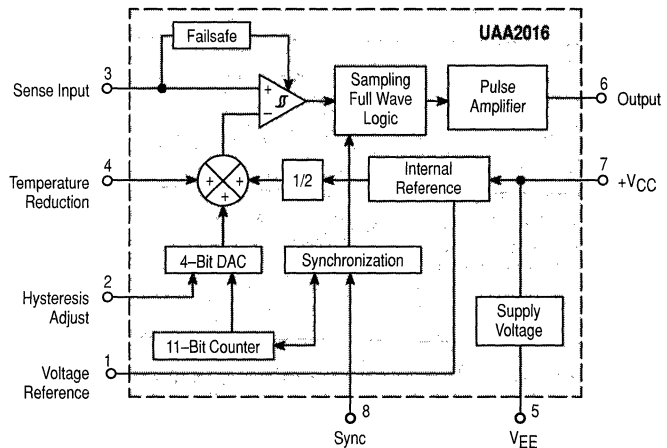 UAA2016
Failsafe
3
Sense Input
+
−
Sampling
Full Wave
Logic
Pulse
Amplifier
6
Output
4
Temperature
Reduction
+
+
+
1/2
Internal
Reference
7
+VCC
4–Bit DAC
Synchronization
2
Hysteresis
Adjust
Supply
Voltage
11–Bit Counter
1
Voltage
Reference
8
Sync
5
VEE